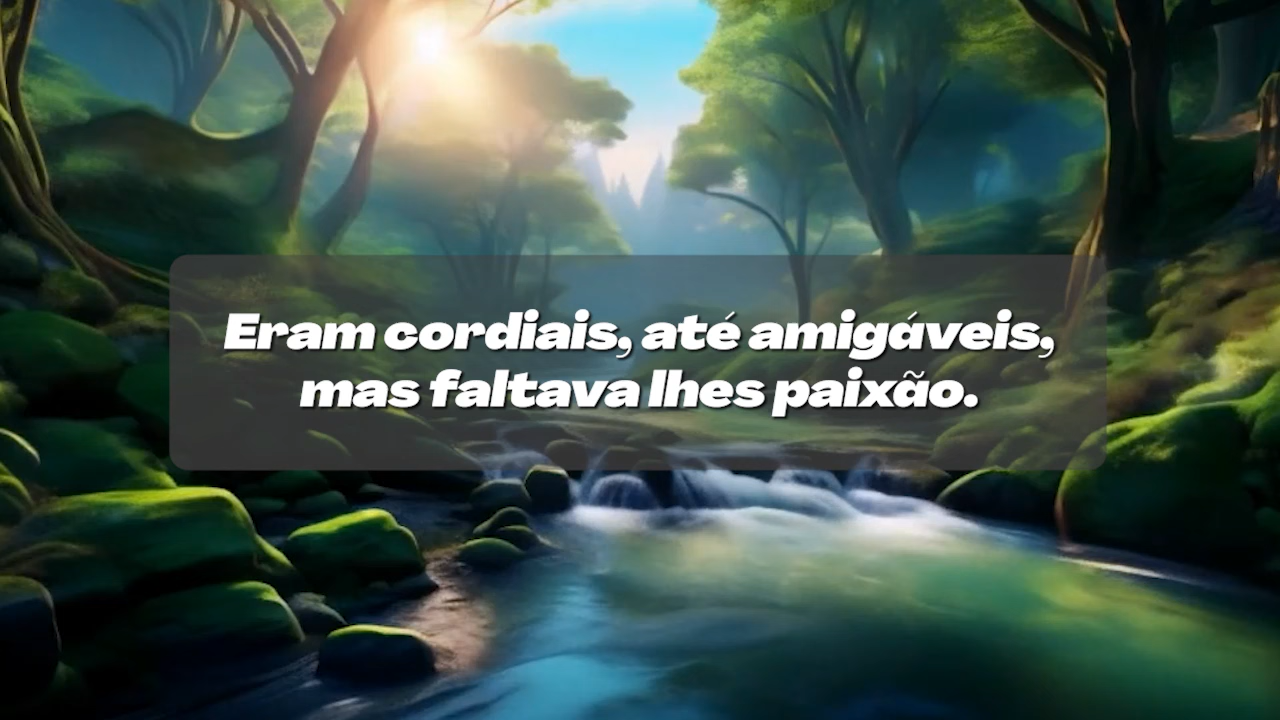 Eram cordiais, até amigáveis,
mas faltava lhes paixão.